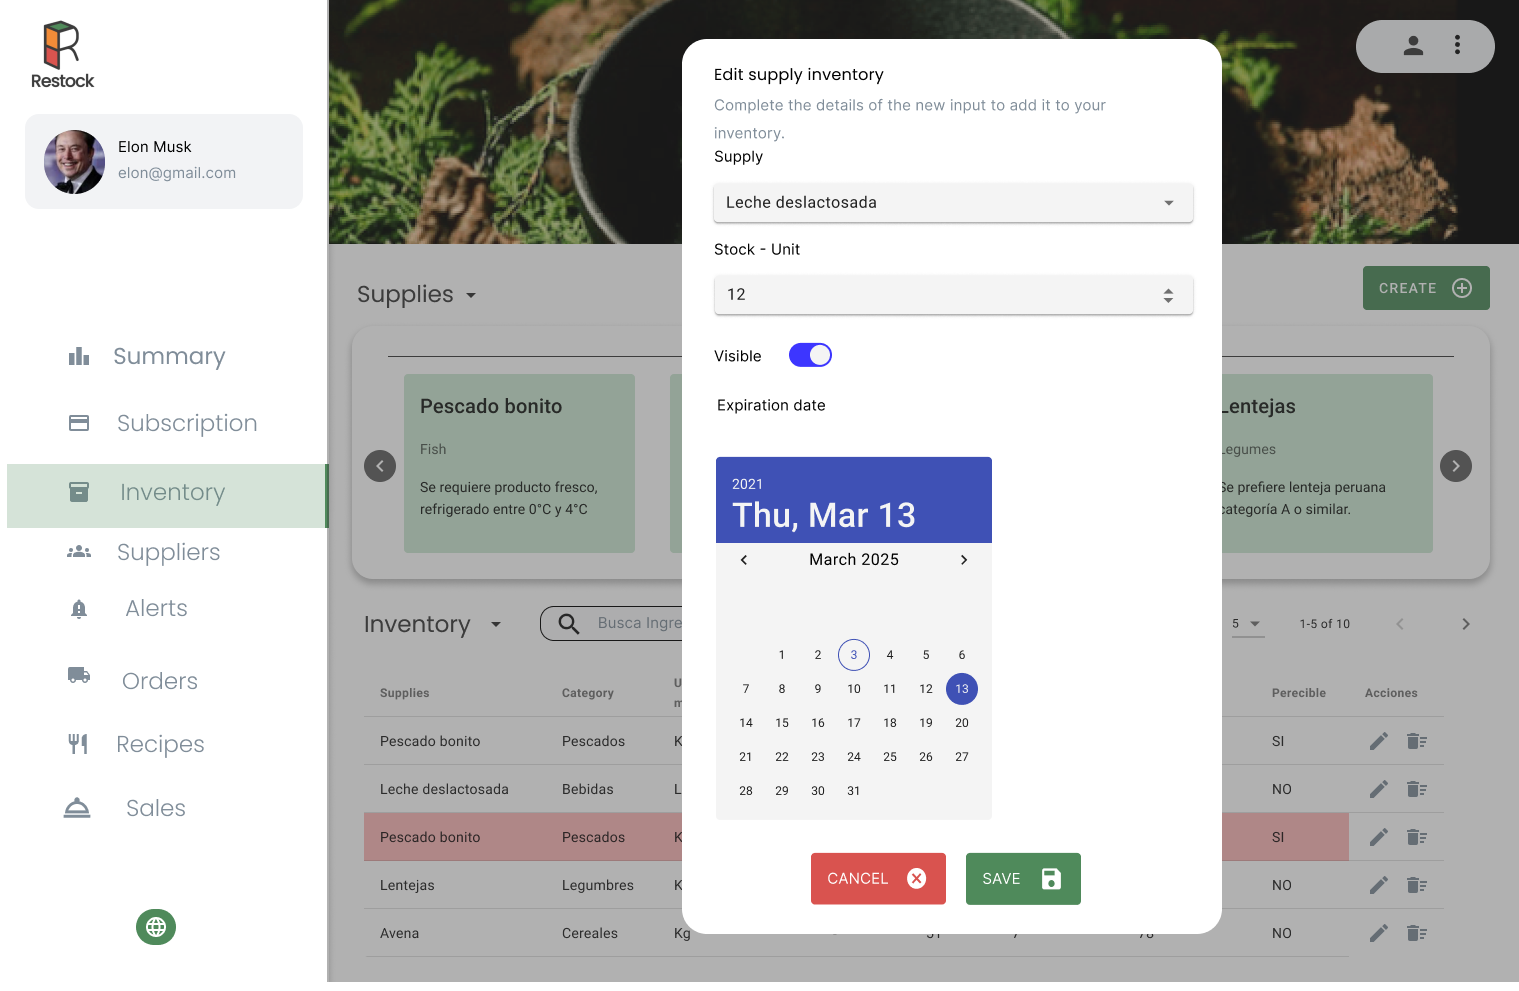 Restock
Elon Musk
elon@gmail.com
Summary
Subscription
Inventory
Suppliers
Alerts
Orders
Recipes
Sales
Supplies
CREATE
Pescado bonito
Fish
Se requiere producto fresco,
refrigerado entre 0°C y 4°C
Lentejas
Legumes
Se prefiere lenteja peruana
categoría A o similar.
Inventory
Busca Ingre
5
1-5 of 10
Supplies Category Perecible Acciones
Pescado bonito Pescados K SI
Leche deslactosada Bebidas L NO
Pescado bonito Pescados K SI
Lentejas Legumbres K NO
Avena Cereales Kg NO
Edit supply inventory
Complete the details of the new input to add it to your
inventory.
Supply
Leche deslactosada
Stock - Unit
12
Visible
Expiration date
2021
Thu, Mar 13
March 2025
1 2 3 4 5 6
7 8 9 10 11 12 13
14 15 16 17 18 19 20
21 22 23 24 25 26 27
28 29 30 31
CANCEL
SAVE